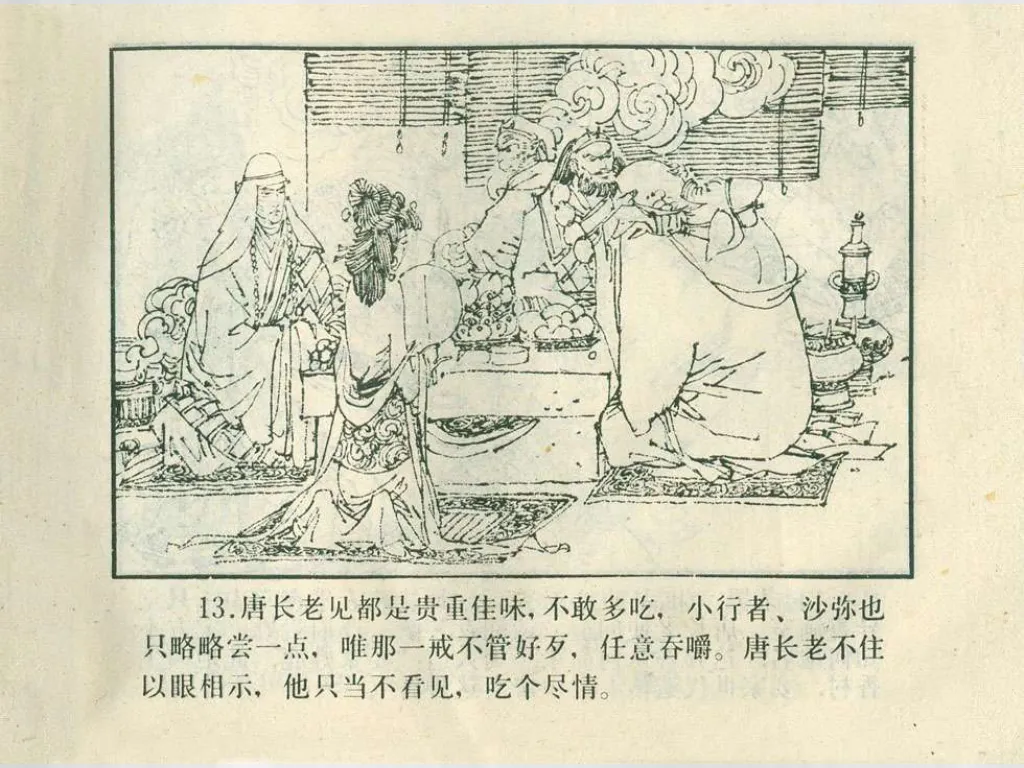 13.唐长老见都是贵重佳味,不敢多吃,小行者、沙弥也
只略略尝一点,唯那一戒不管好歹,任意吞嚼。唐长老不住
以眼相示,他只当不看见,吃个尽情。